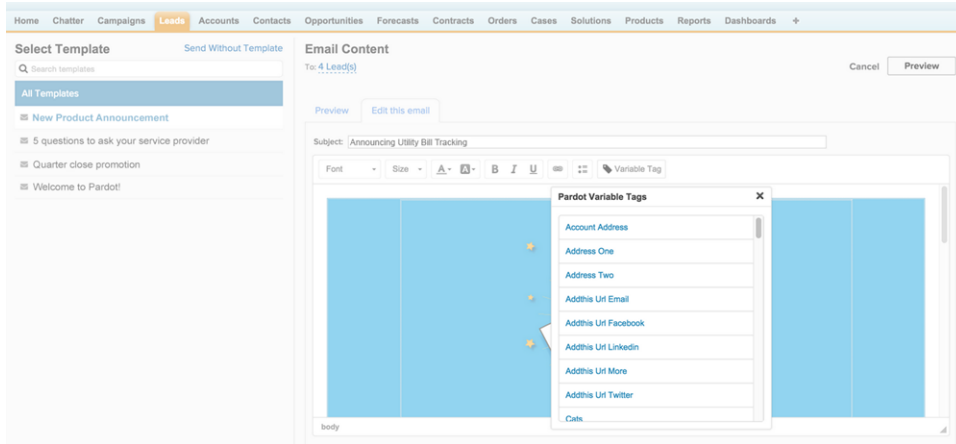 Home Chatter Campaigns Leads Accounts Contacts Opportunities Forecasts Contracts Orders Cases Solutions Products Reports Dashboards +
Select Template Send Without Template
Search templates
All Templates
New Product Announcement
5 questions to ask your service provider
Quarter close promotion
Welcome to Pardot!
Email Content
To: 4 Lead(s)
Cancel Preview
Preview Edit this email
Subject: Announcing Utility Bill Tracking
Font Size A A B I U Variable Tag
Pardot Variable Tags
Account Address
Address One
Address Two
Addthis Url Email
Addthis Url Facebook
Addthis Url Linkedin
Addthis Url More
Addthis Url Twitter
Cats
body